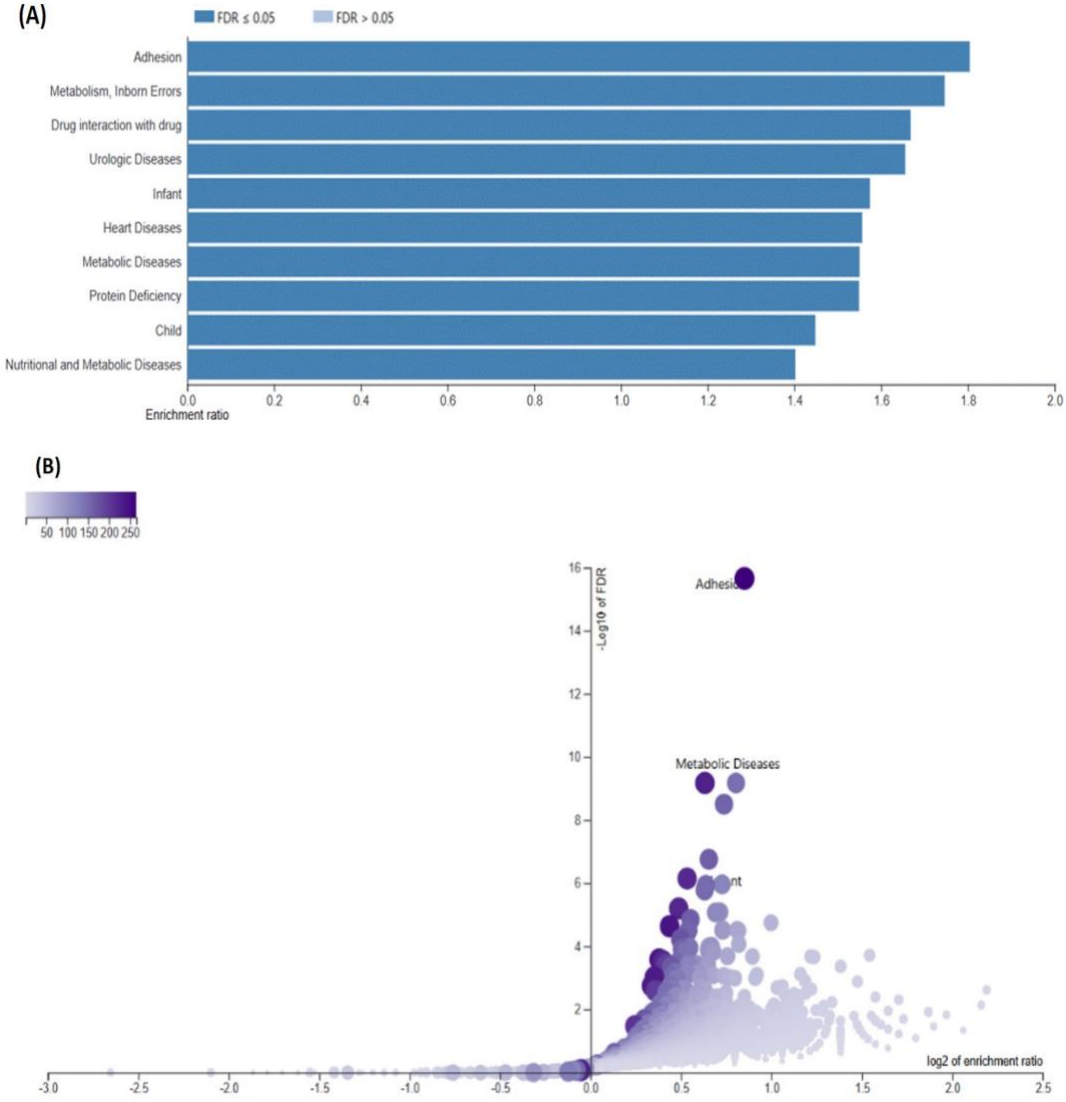 (A)
FDR ≤ 0.05 FDR > 0.05
Adhesion
Metabolism, Inborn Errors
Drug interaction with drug
Urologic Diseases
Infant
Heart Diseases
Metabolic Diseases
Protein Deficiency
Child
Nutritional and Metabolic Diseases
0.0 0.2 0.4 0.6 0.8 1.0 1.2 1.4 1.6 1.8 2.0
Enrichment ratio
(B)
50 100 150 200 250
16
-Log10 of FDR
Adhesio
14
12
10
Metabolic Diseases
8
6
nt
4
2
log2 of enrichment ratio
-3.0 -2.5 -2.0 -1.5 -1.0 -0.5 0.0 0.5 1.0 1.5 2.0 2.5